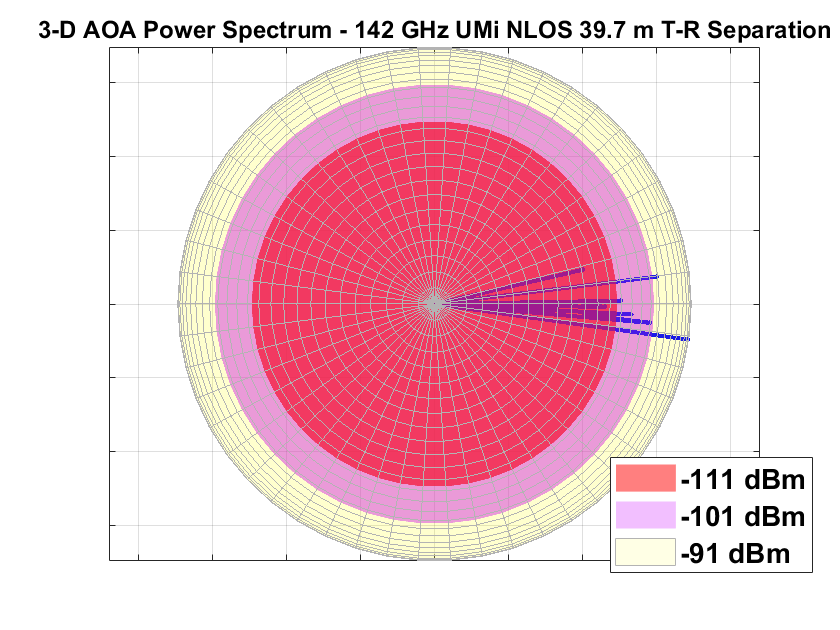 3-D AOA Power Spectrum - 142 GHz UMi NLOS 39.7 m T-R Separation
-111 dBm
-101 dBm
-91 dBm